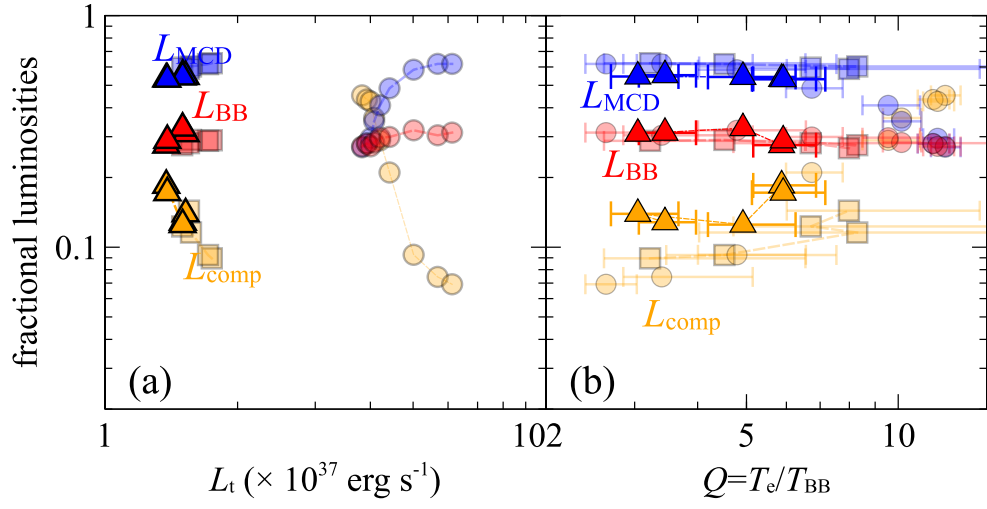 fractional luminosities
1
0.1
L_MCD
L_BB
L_comp
(a)
1
10
L_t (× 10^37 erg s^-1)
L_MCD
L_BB
L_comp
(b)
2
5
10
Q=T_e/T_BB